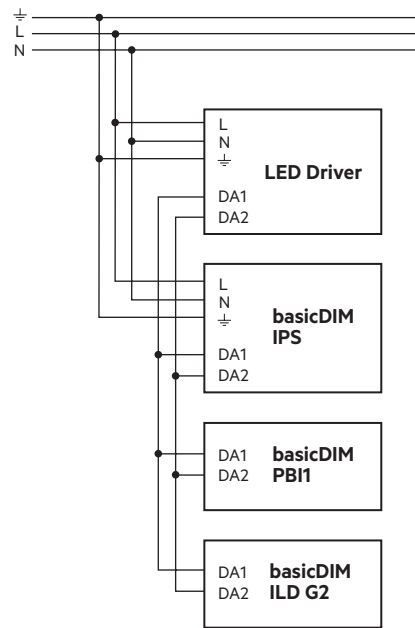 ⏚
L
N
L
N
⏚
LED Driver
DA1
DA2
L
N
⏚
basicDIM
IPS
DA1
DA2
DA1
DA2
basicDIM
PBI1
DA1
DA2
basicDIM
ILD G2